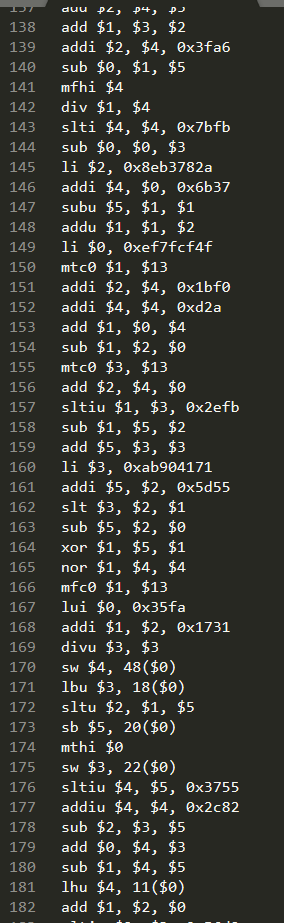 137 add $2, $4, $5
138 add $1, $3, $2
139 addi $2, $4, 0x3fa6
140 sub $0, $1, $5
141 mfhi $4
142 div $1, $4
143 slti $4, $4, 0x7bfb
144 sub $0, $0, $3
145 li $2, 0x8eb3782a
146 addi $4, $0, 0x6b37
147 subu $5, $1, $1
148 addu $1, $1, $2
149 li $0, 0xef7fcf4f
150 mtc0 $1, $13
151 addi $2, $4, 0x1bf0
152 addi $4, $4, 0xd2a
153 add $1, $0, $4
154 sub $1, $2, $0
155 mtc0 $3, $13
156 add $2, $4, $0
157 sltiu $1, $3, 0x2efb
158 sub $1, $5, $2
159 add $5, $3, $3
160 li $3, 0xab904171
161 addi $5, $2, 0x5d55
162 slt $3, $2, $1
163 sub $5, $2, $0
164 xor $1, $5, $1
165 nor $1, $4, $4
166 mfc0 $1, $13
167 lui $0, 0x35fa
168 addi $1, $2, 0x1731
169 divu $3, $3
170 sw $4, 48($0)
171 lbu $3, 18($0)
172 sltu $2, $1, $5
173 sb $5, 20($0)
174 mthi $0
175 sw $3, 22($0)
176 sltiu $4, $5, 0x3755
177 addiu $4, $4, 0x2c82
178 sub $2, $3, $5
179 add $0, $4, $3
180 sub $1, $4, $5
181 lhu $4, 11($0)
182 add $1, $2, $0